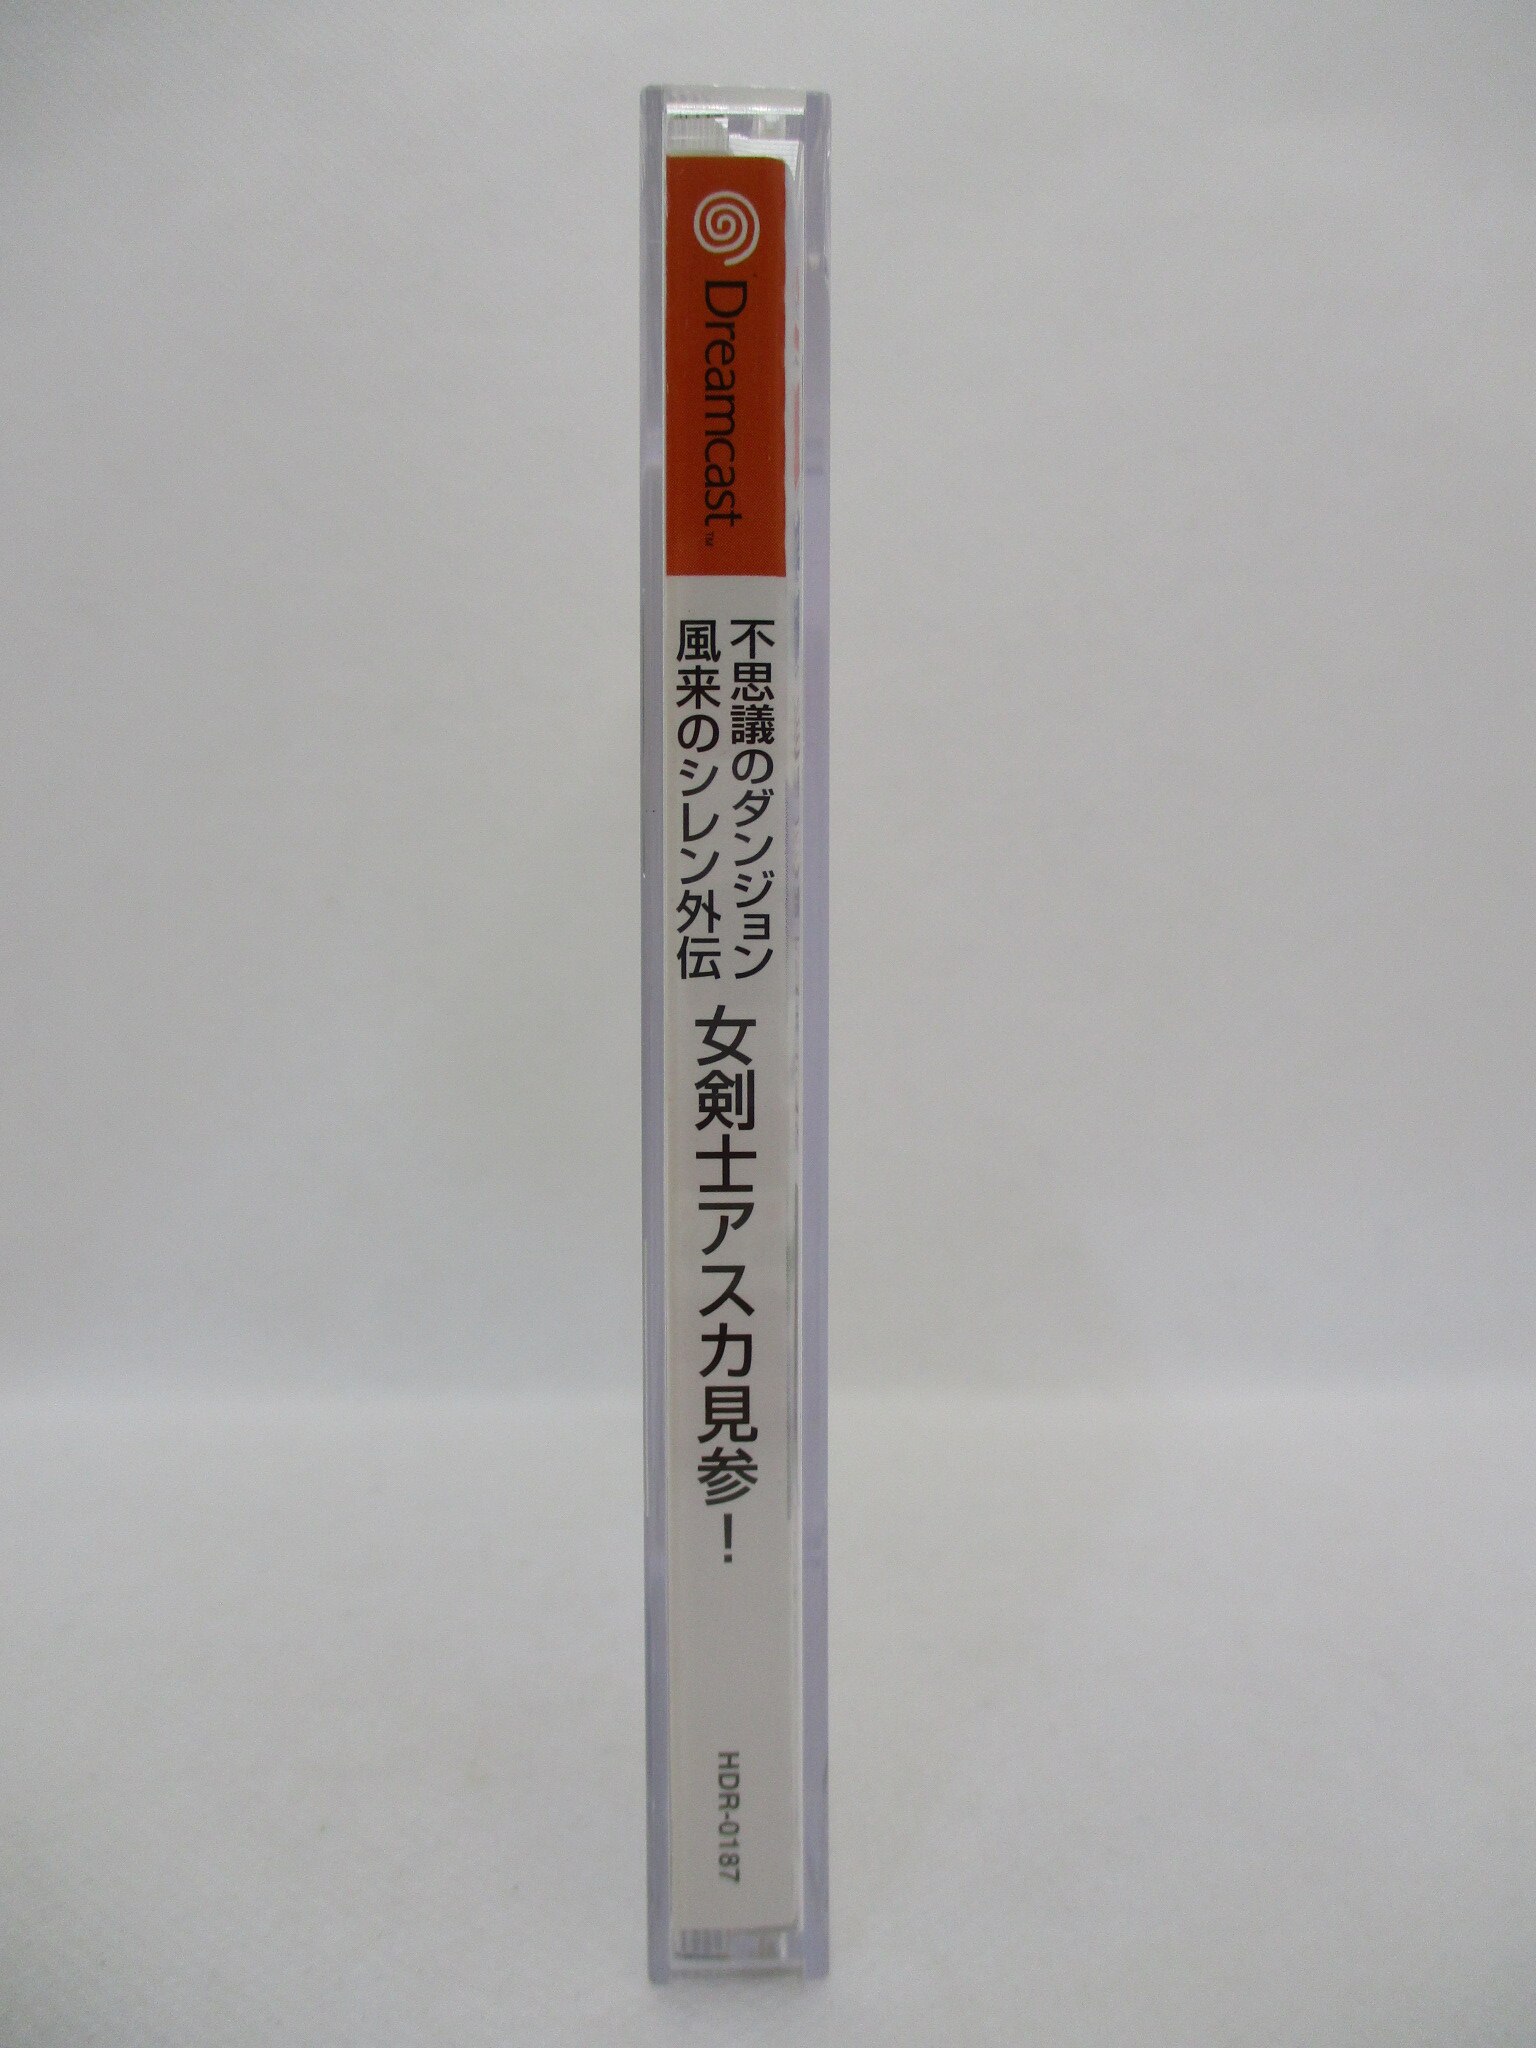 Dreamcast™
不思議のダンジョン
風来のシレン外伝
女剣士アスカ見参！
HDR-0187